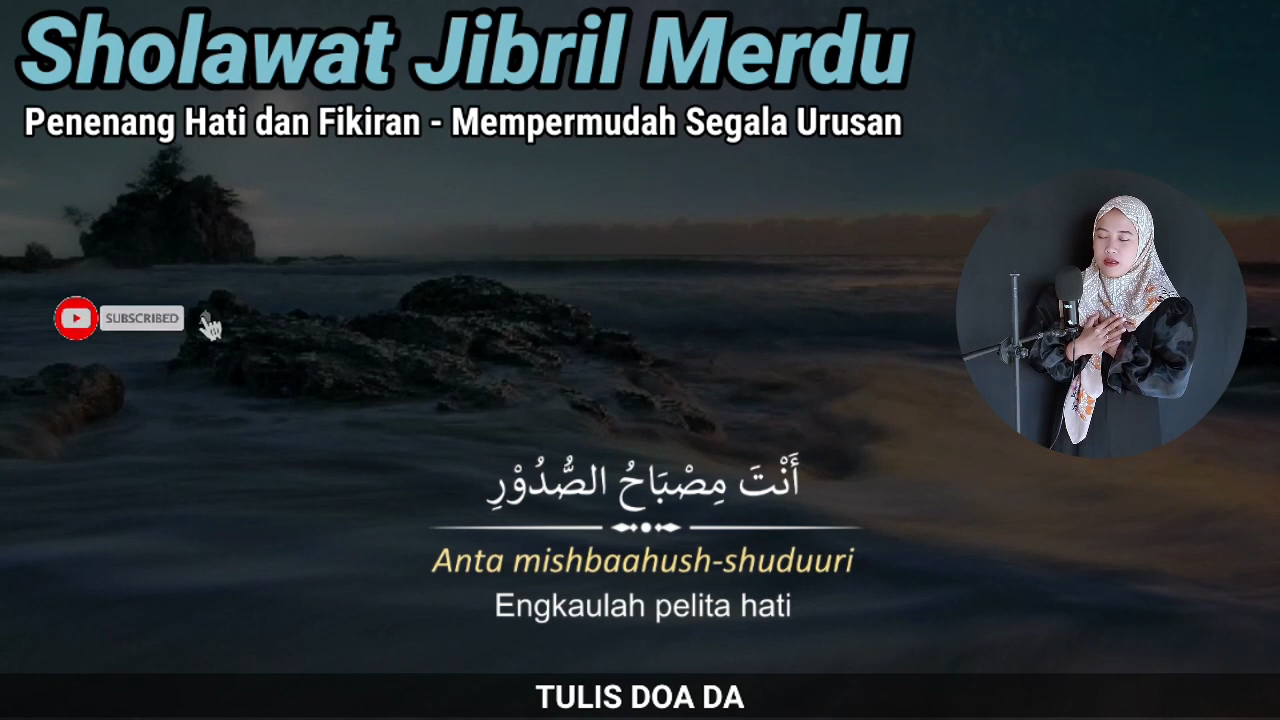 Sholawat Jibril Merdu
Penenang Hati dan Fikiran - Mempermudah Segala Urusan
SUBSCRIBED
أَنْتَ مِصْبَاحُ الصُّدُوْرِ
Anta mishbaahush-shuduuri
Engkaulah pelita hati
TULIS DOA DA